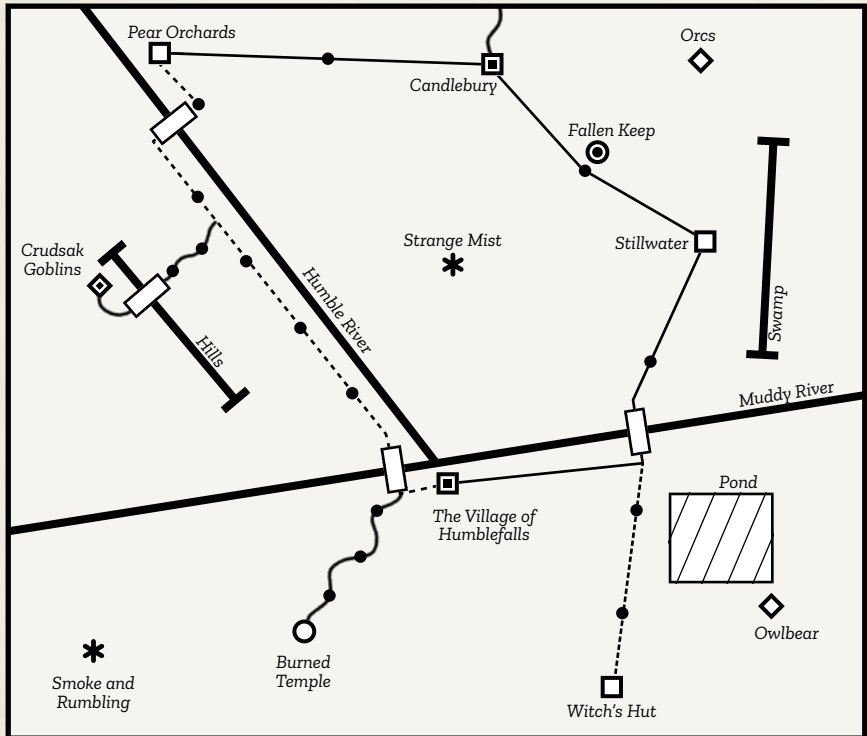 Pear Orchards
Orcs
Candlebury
Fallen Keep
Strange Mist
Stillwater
Crudsak
Goblins
Humble River
Hills
Swamp
Muddy River
Pond
The Village of
Humblefalls
Owlbear
Burned
Temple
Smoke and
Rumbling
Witch's Hut